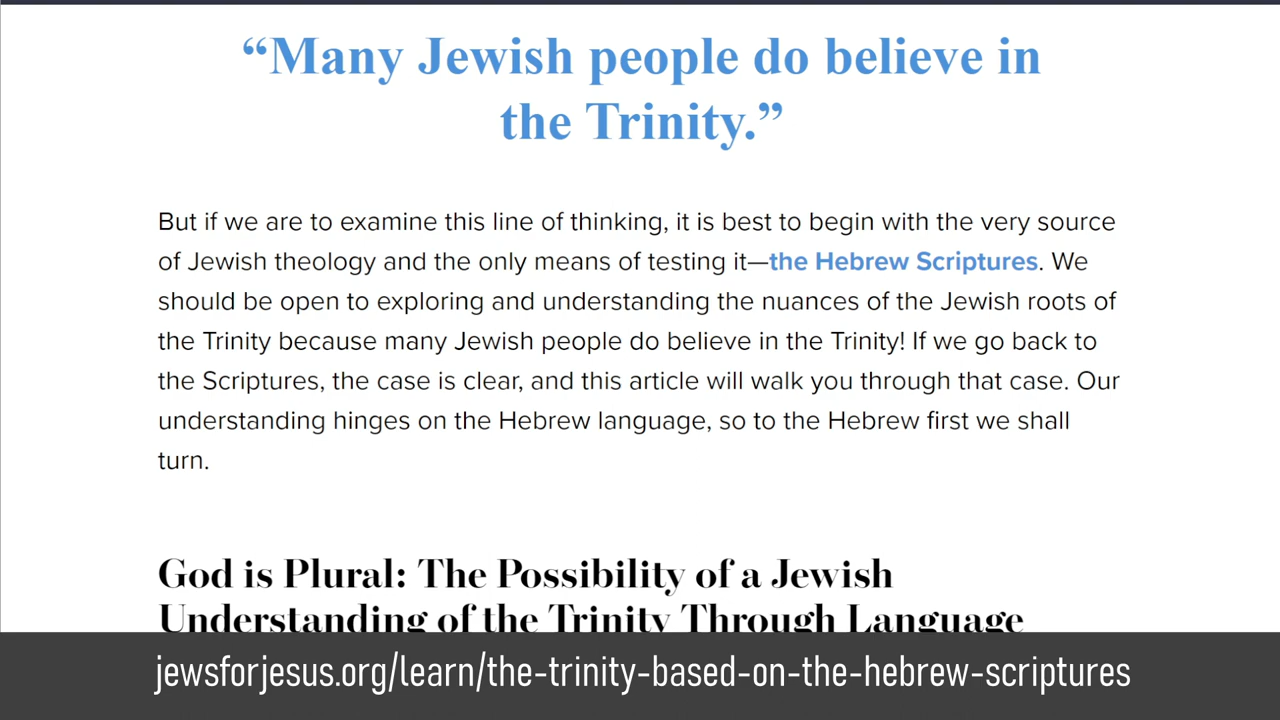 “Many Jewish people do believe in
the Trinity.”
But if we are to examine this line of thinking, it is best to begin with the very source
of Jewish theology and the only means of testing it—the Hebrew Scriptures. We
should be open to exploring and understanding the nuances of the Jewish roots of
the Trinity because many Jewish people do believe in the Trinity! If we go back to
the Scriptures, the case is clear, and this article will walk you through that case. Our
understanding hinges on the Hebrew language, so to the Hebrew first we shall
turn.
God is Plural: The Possibility of a Jewish
Understanding of the Trinity Through Language
jewsforjesus.org/learn/the-trinity-based-on-the-hebrew-scriptures